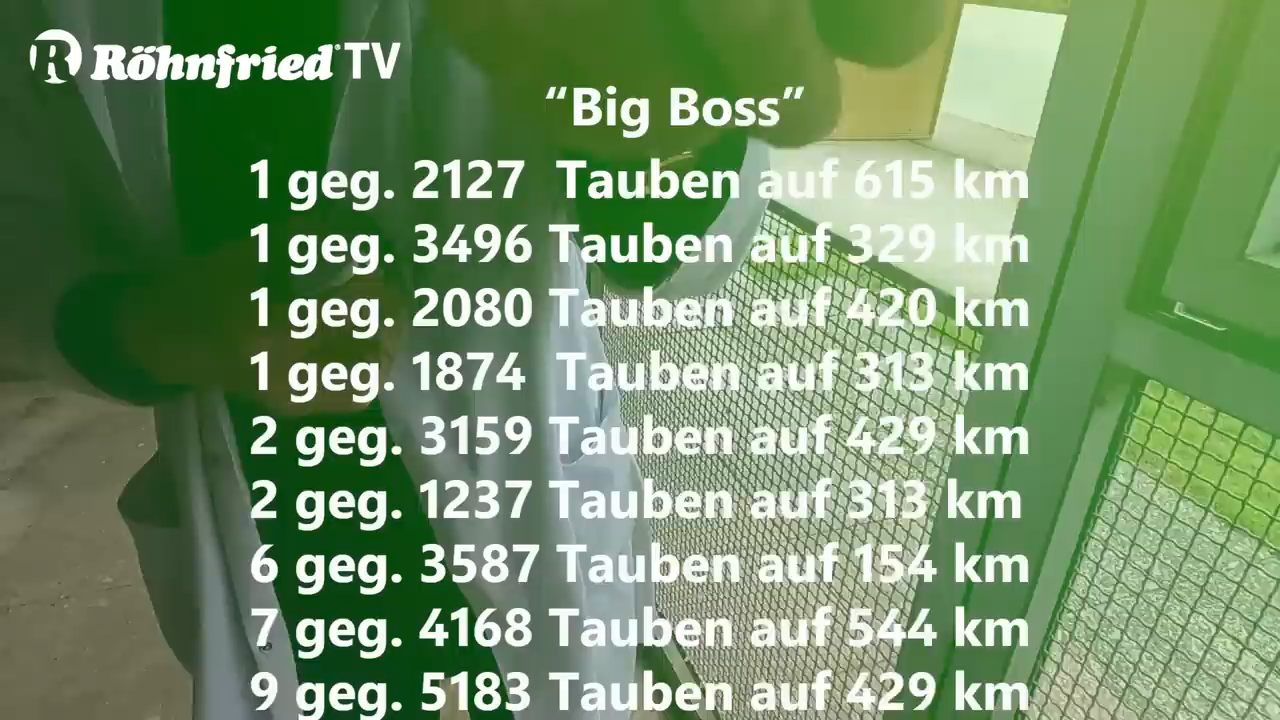 Röhnfried TV
“Big Boss”
1 geg. 2127 Tauben auf 615 km
1 geg. 3496 Tauben auf 329 km
1 geg. 2080 Tauben auf 420 km
1 geg. 1874 Tauben auf 313 km
2 geg. 3159 Tauben auf 429 km
2 geg. 1237 Tauben auf 313 km
6 geg. 3587 Tauben auf 154 km
7 geg. 4168 Tauben auf 544 km
9 geg. 5183 Tauben auf 429 km